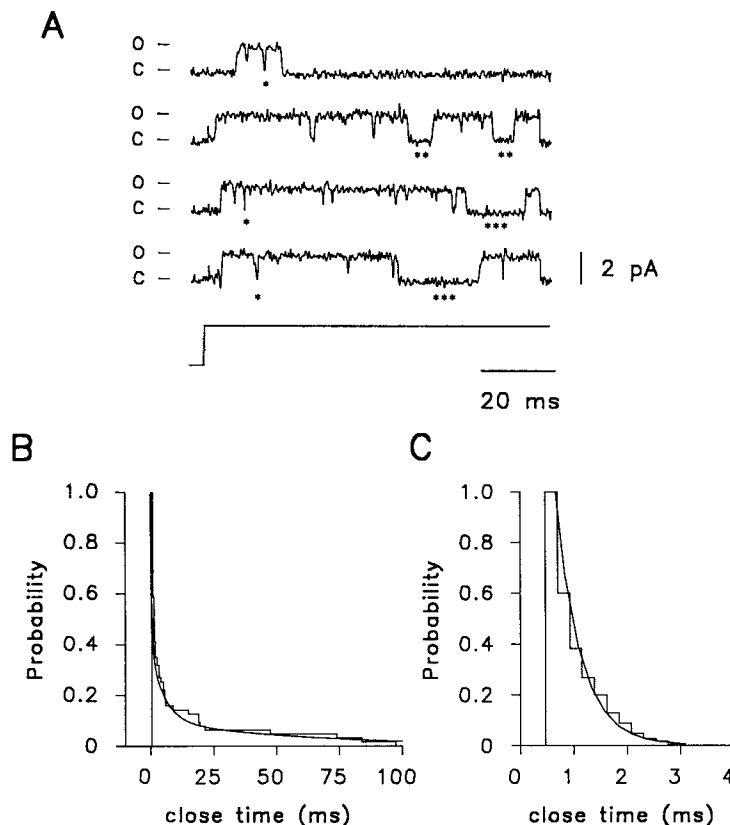 A
O –
C –
*
O –
C –
** **
O –
C –
* ***
O –
C –
* ***
2 pA
20 ms
B
C
Probability
1.0
0.8
0.6
0.4
0.2
0
0 25 50 75 100
close time (ms)
Probability
1.0
0.8
0.6
0.4
0.2
0
0 1 2 3 4
close time (ms)